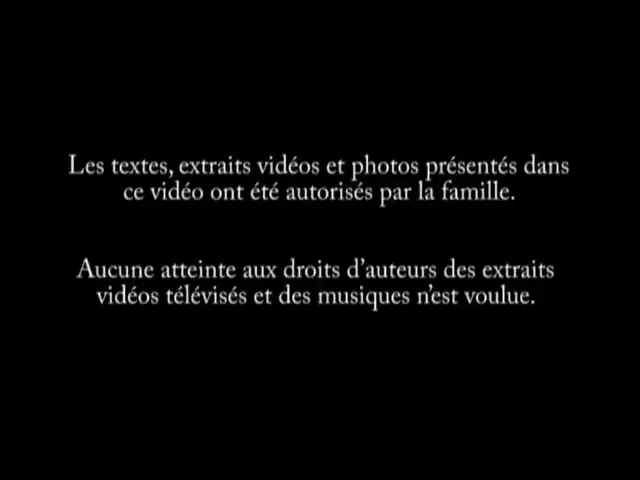 Les textes, extraits vidéos et photos présentés dans
ce vidéo ont été autorisés par la famille.
Aucune atteinte aux droits d'auteurs des extraits
vidéos télévisés et des musiques n'est voulue.